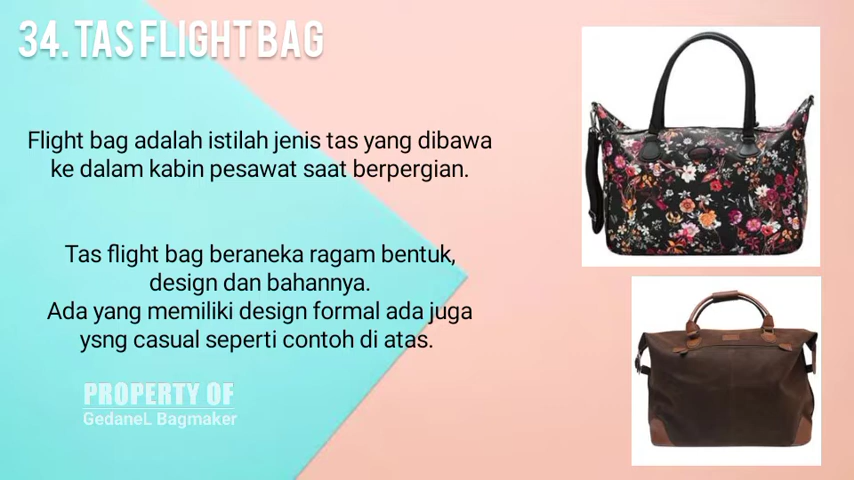 34. TAS FLIGHT BAG
Flight bag adalah istilah jenis tas yang dibawa
ke dalam kabin pesawat saat berpergian.
Tas flight bag beraneka ragam bentuk,
design dan bahannya.
Ada yang memiliki design formal ada juga
ysng casual seperti contoh di atas.
PROPERTY OF
GedaneL Bagmaker